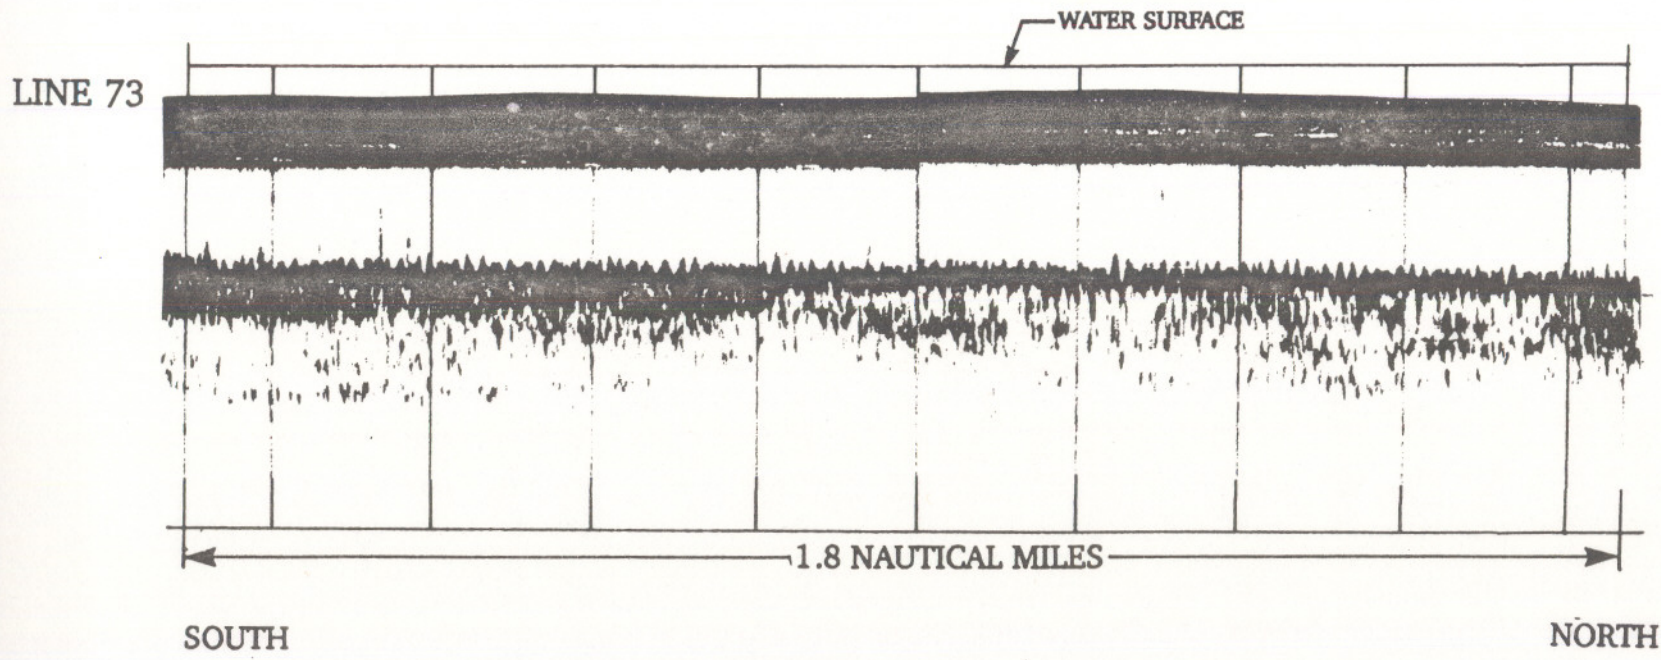 WATER SURFACE
LINE 73
1.8 NAUTICAL MILES
SOUTH
NORTH